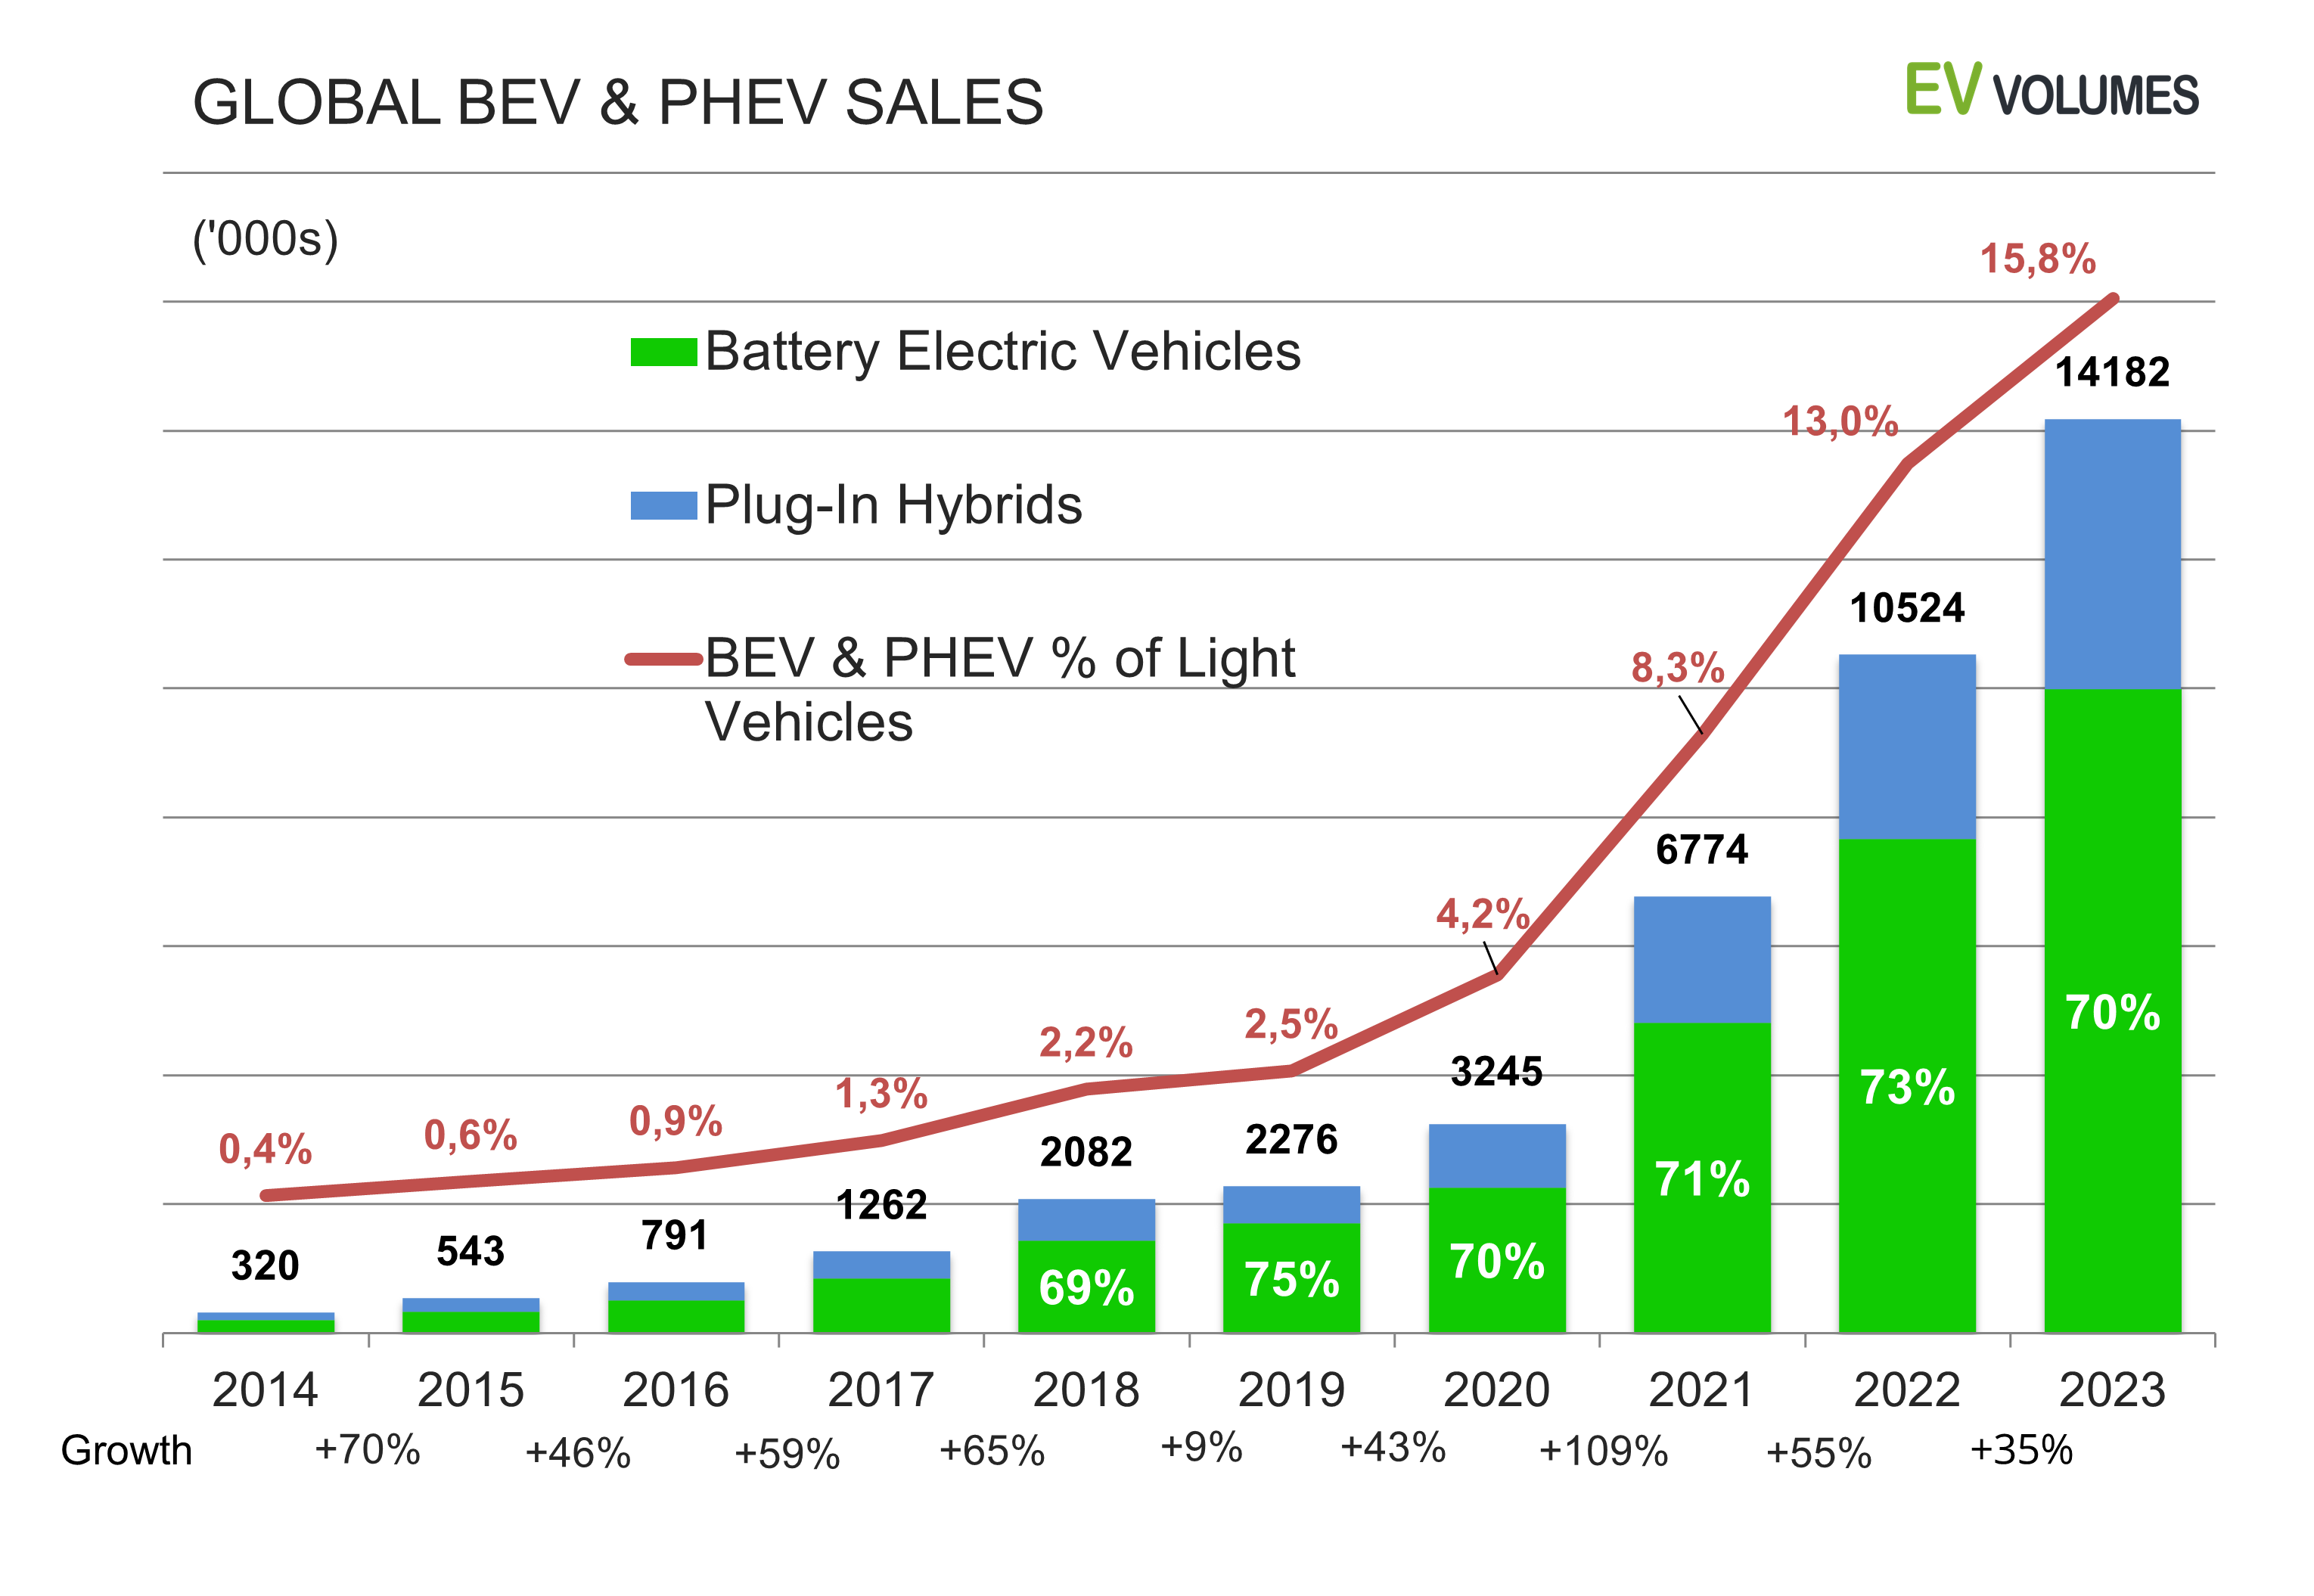 GLOBAL BEV & PHEV SALES
EV VOLUMES
('000s)
Battery Electric Vehicles
Plug-In Hybrids
BEV & PHEV % of Light
Vehicles
0,4%
0,6%
0,9%
1,3%
2,2%
2,5%
4,2%
8,3%
13,0%
15,8%
320
543
791
1262
2082
2276
3245
6774
10524
14182
69%
75%
70%
71%
73%
70%
2014 2015 2016 2017 2018 2019 2020 2021 2022 2023
Growth +70% +46% +59% +65% +9% +43% +109% +55% +35%